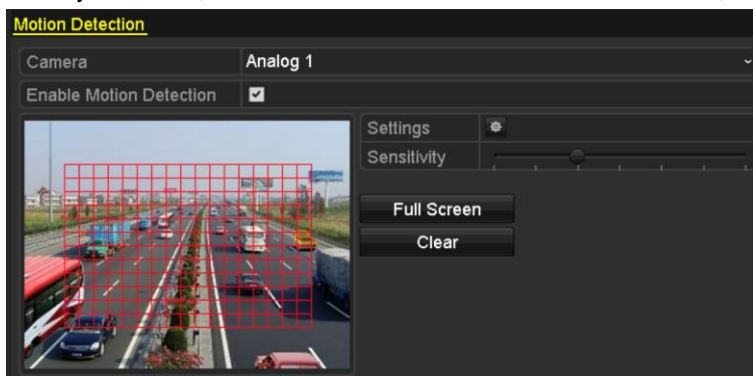 Motion Detection
Camera Analog 1
Enable Motion Detection
Settings
Sensitivity
Full Screen
Clear